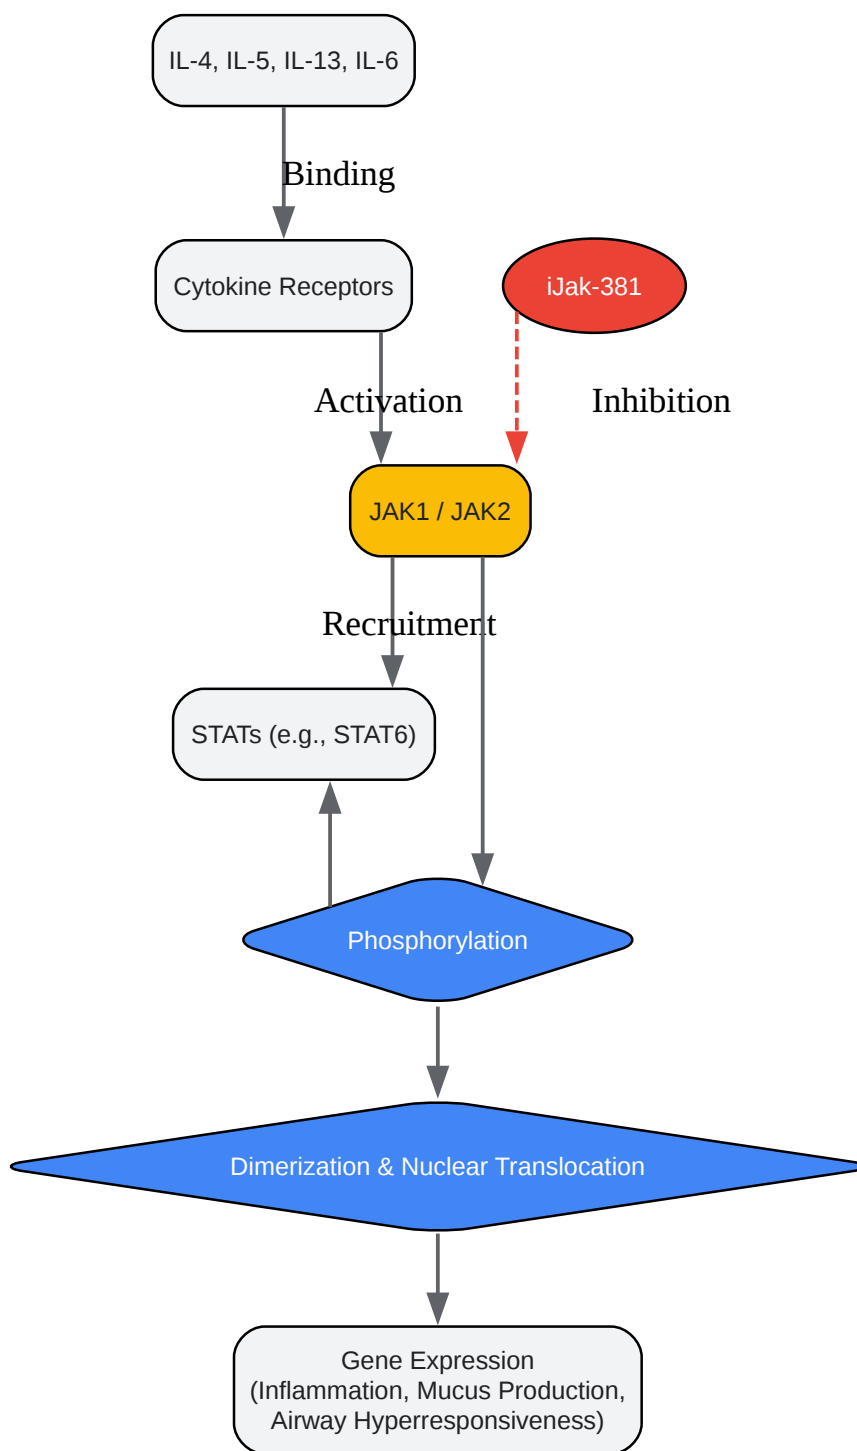 IL-4, IL-5, IL-13, IL-6
Binding
Cytokine Receptors
iJak-381
Activation
Inhibition
JAK1 / JAK2
Recruitment
STATs (e.g., STAT6)
Phosphorylation
Dimerization & Nuclear Translocation
Gene Expression
(Inflammation, Mucus Production,
Airway Hyperresponsiveness)